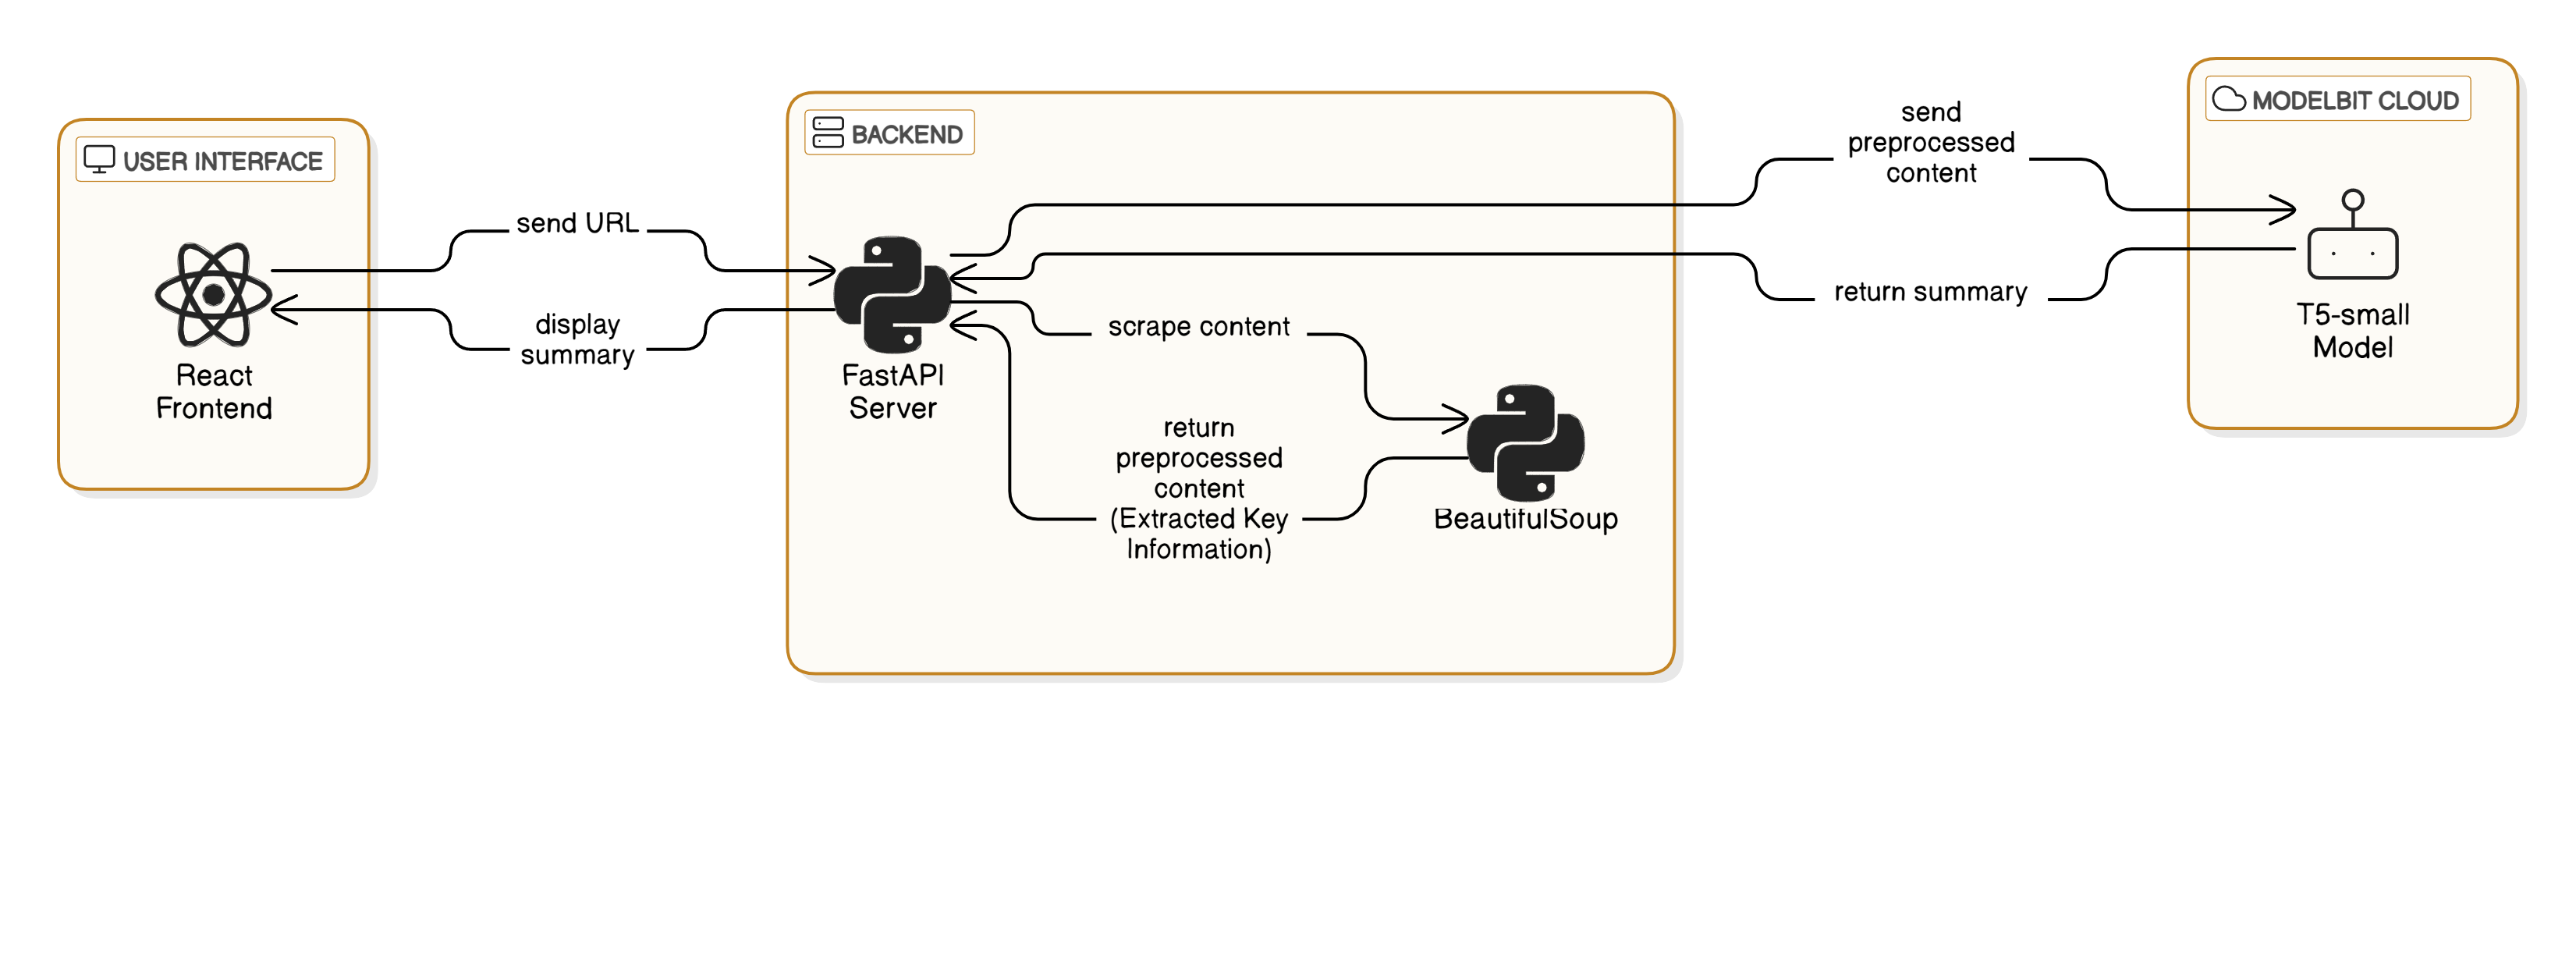 USER INTERFACE
React
Frontend
send URL
display
summary
BACKEND
FastAPI
Server
scrape content
return
preprocessed
content
(Extracted Key
Information)
BeautifulSoup
send
preprocessed
content
return summary
MODELBIT CLOUD
T5-small
Model